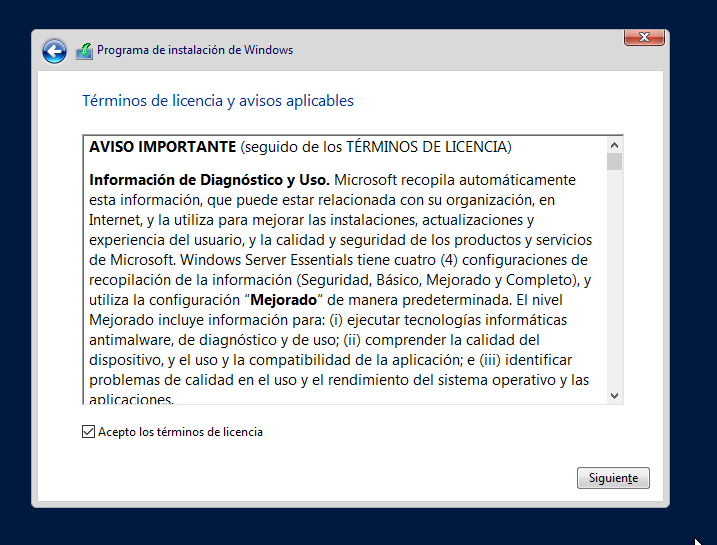 Programa de instalación de Windows
Términos de licencia y avisos aplicables
AVISO IMPORTANTE (seguido de los TÉRMINOS DE LICENCIA)
Información de Diagnóstico y Uso. Microsoft recopila automáticamente
esta información, que puede estar relacionada con su organización, en
Internet, y la utiliza para mejorar las instalaciones, actualizaciones y
experiencia del usuario, y la calidad y seguridad de los productos y servicios
de Microsoft. Windows Server Essentials tiene cuatro (4) configuraciones de
recopilación de la información (Seguridad, Básico, Mejorado y Completo), y
utiliza la configuración “Mejorado” de manera predeterminada. El nivel
Mejorado incluye información para: (i) ejecutar tecnologías informáticas
antimalware, de diagnóstico y de uso; (ii) comprender la calidad del
dispositivo, y el uso y la compatibilidad de la aplicación; e (iii) identificar
problemas de calidad en el uso y el rendimiento del sistema operativo y las
aplicaciones.
Acepto los términos de licencia
Siguiente